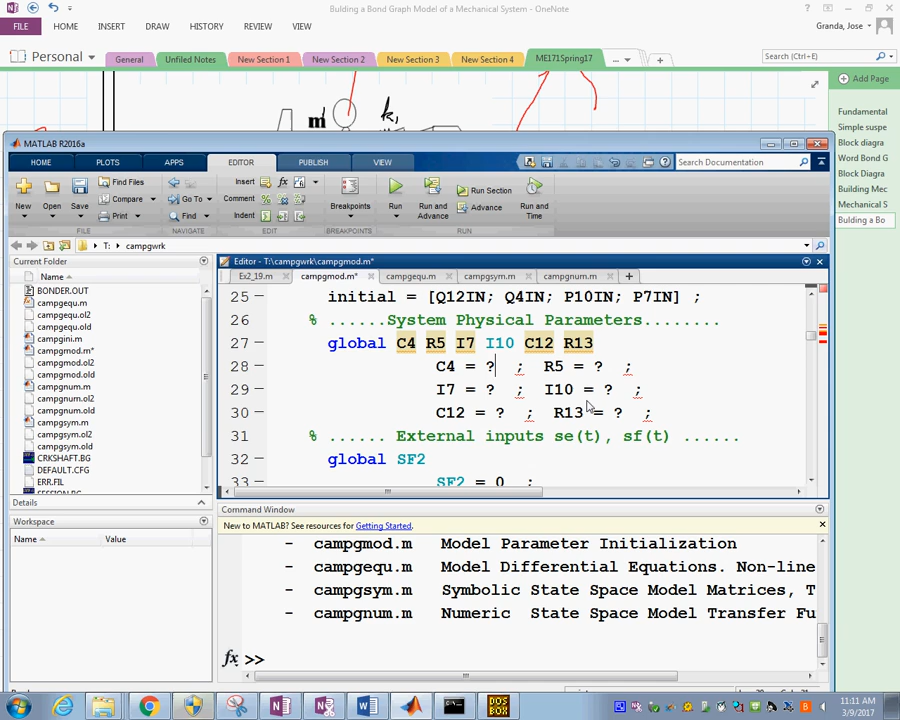 Bulding a Bond Graph Model of a Mechanical System - OneNote
FILE HOME INSERT DRAW HISTORY REVIEW VIEW Granda, Jose
Personal General Unfiled Notes New Section 1 New Section 2 New Section 3 New Section 4 ME171Spring17 ... + Search (Ctrl+E)
Add Page
Fundamental
Simple suspe
Block diagra
Word Bond G
Block Diagra
Building Mec
Mechanical S
Bulding a Bo
m k,
MATLAB R2016a
HOME PLOTS APPS EDITOR PUBLISH VIEW Search Documentation
New Open Save Find Files Compare Print
Go To Find
Insert fx
Comment %
Indent
Breakpoints Run Run and Advance Run Section Advance Run and Time
FILE NAVIGATE EDIT BREAKPOINTS RUN
T: campgwrk
Current Folder
Name
BONDER.OUT
campgequ.m
campgequ.ol2
campgequ.old
campgini.m
campgmod.m*
campgmod.ol2
campgmod.old
campgnum.m
campgnum.ol2
campgnum.old
campgsym.m
campgsym.ol2
campgsym.old
CRKSHAFT.BG
DEFAULT.CFG
ERR.FIL
SESSION.BG
Details
Workspace
Name Value
Editor - T:\campgwrk\campgmod.m*
Ex2_19.m campgmod.m* campgequ.m campgsym.m campgnum.m +
25 initial = [Q12IN; Q4IN; P10IN; P7IN] ;
26 % ......System Physical Parameters........
27 global C4 R5 I7 I10 C12 R13
28 C4 = ? ; R5 = ? ;
29 I7 = ? ; I10 = ? ;
30 C12 = ? ; R13 = ? ;
31 % ...... External inputs se(t), sf(t) ......
32 global SF2
33 SF2 = 0 ;
Command Window
New to MATLAB? See resources for Getting Started.
- campgmod.m Model Parameter Initialization
- campgequ.m Model Differential Equations. Non-line
- campgsym.m Symbolic State Space Model Matrices, T
- campgnum.m Numeric State Space Model Transfer Fu
fx >>
DOS BOX
11:11 AM
3/9/2017